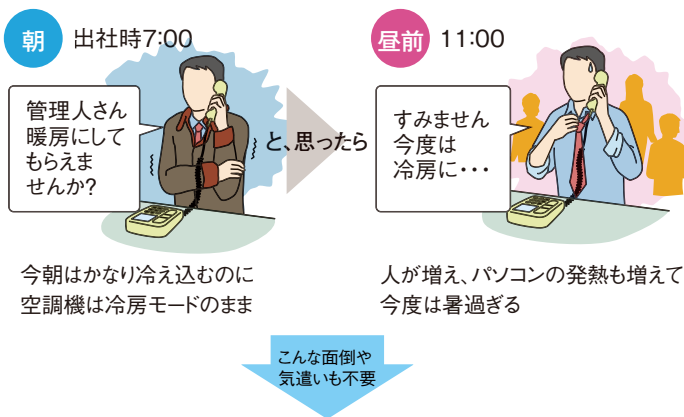 朝 出社時7:00
管理人さん
暖房にして
もらえま
せんか?
と、思ったら
昼前 11:00
すみません
今度は
冷房に・・・
今朝はかなり冷え込むのに
空調機は冷房モードのまま
人が増え、パソコンの発熱も増えて
今度は暑過ぎる
こんな面倒や
気遣いも不要